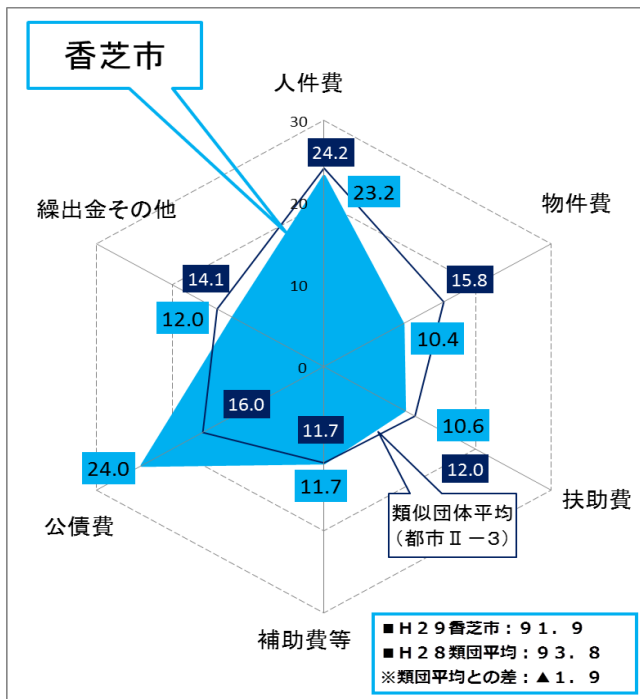 香芝市
人件費
30
24.2
23.2
20
繰出金その他
物件費
14.1
15.8
12.0
10
10.4
0
16.0
11.7
10.6
24.0
11.7
12.0
類似団体平均
（都市Ⅱ－3）
公債費
扶助費
補助費等
■Ｈ２９香芝市：９１．９
■Ｈ２８類団平均：９３．８
※類団平均との差：▲１．９